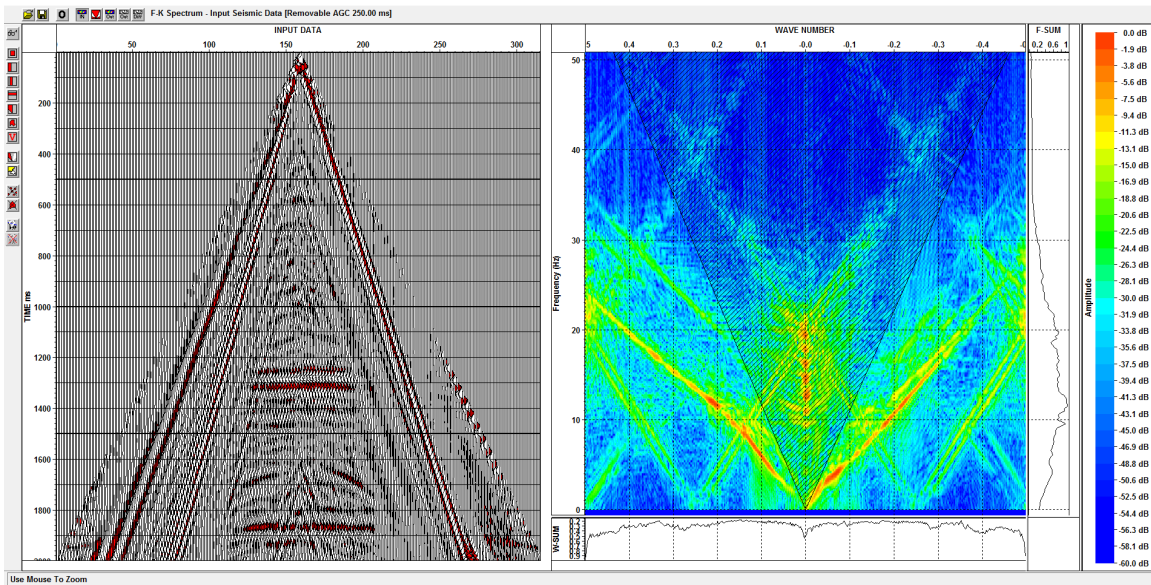 IN Out Out Dif F-K Spectrum - Input Seismic Data [Removable AGC 250.00 ms]
INPUT DATA
WAVE NUMBER
F-SUM
50 100 150 200 250 300
5 0.4 0.3 0.2 0.1 -0.0 -0.1 -0.2 -0.3 -0.4 -0
0.2 0.6 1
TIME ms
200
400
600
800
1000
1200
1400
1600
1800
Frequency (Hz)
50
40
30
20
10
0
W-SUM
Amplitude
0.0 dB
-1.9 dB
-3.8 dB
-5.6 dB
-7.5 dB
-9.4 dB
-11.3 dB
-13.1 dB
-15.0 dB
-16.9 dB
-18.8 dB
-20.6 dB
-22.5 dB
-24.4 dB
-26.3 dB
-28.1 dB
-30.0 dB
-31.9 dB
-33.8 dB
-35.6 dB
-37.5 dB
-39.4 dB
-41.3 dB
-43.1 dB
-45.0 dB
-46.9 dB
-48.8 dB
-50.6 dB
-52.5 dB
-54.4 dB
-56.3 dB
-58.1 dB
-60.0 dB
Use Mouse To Zoom